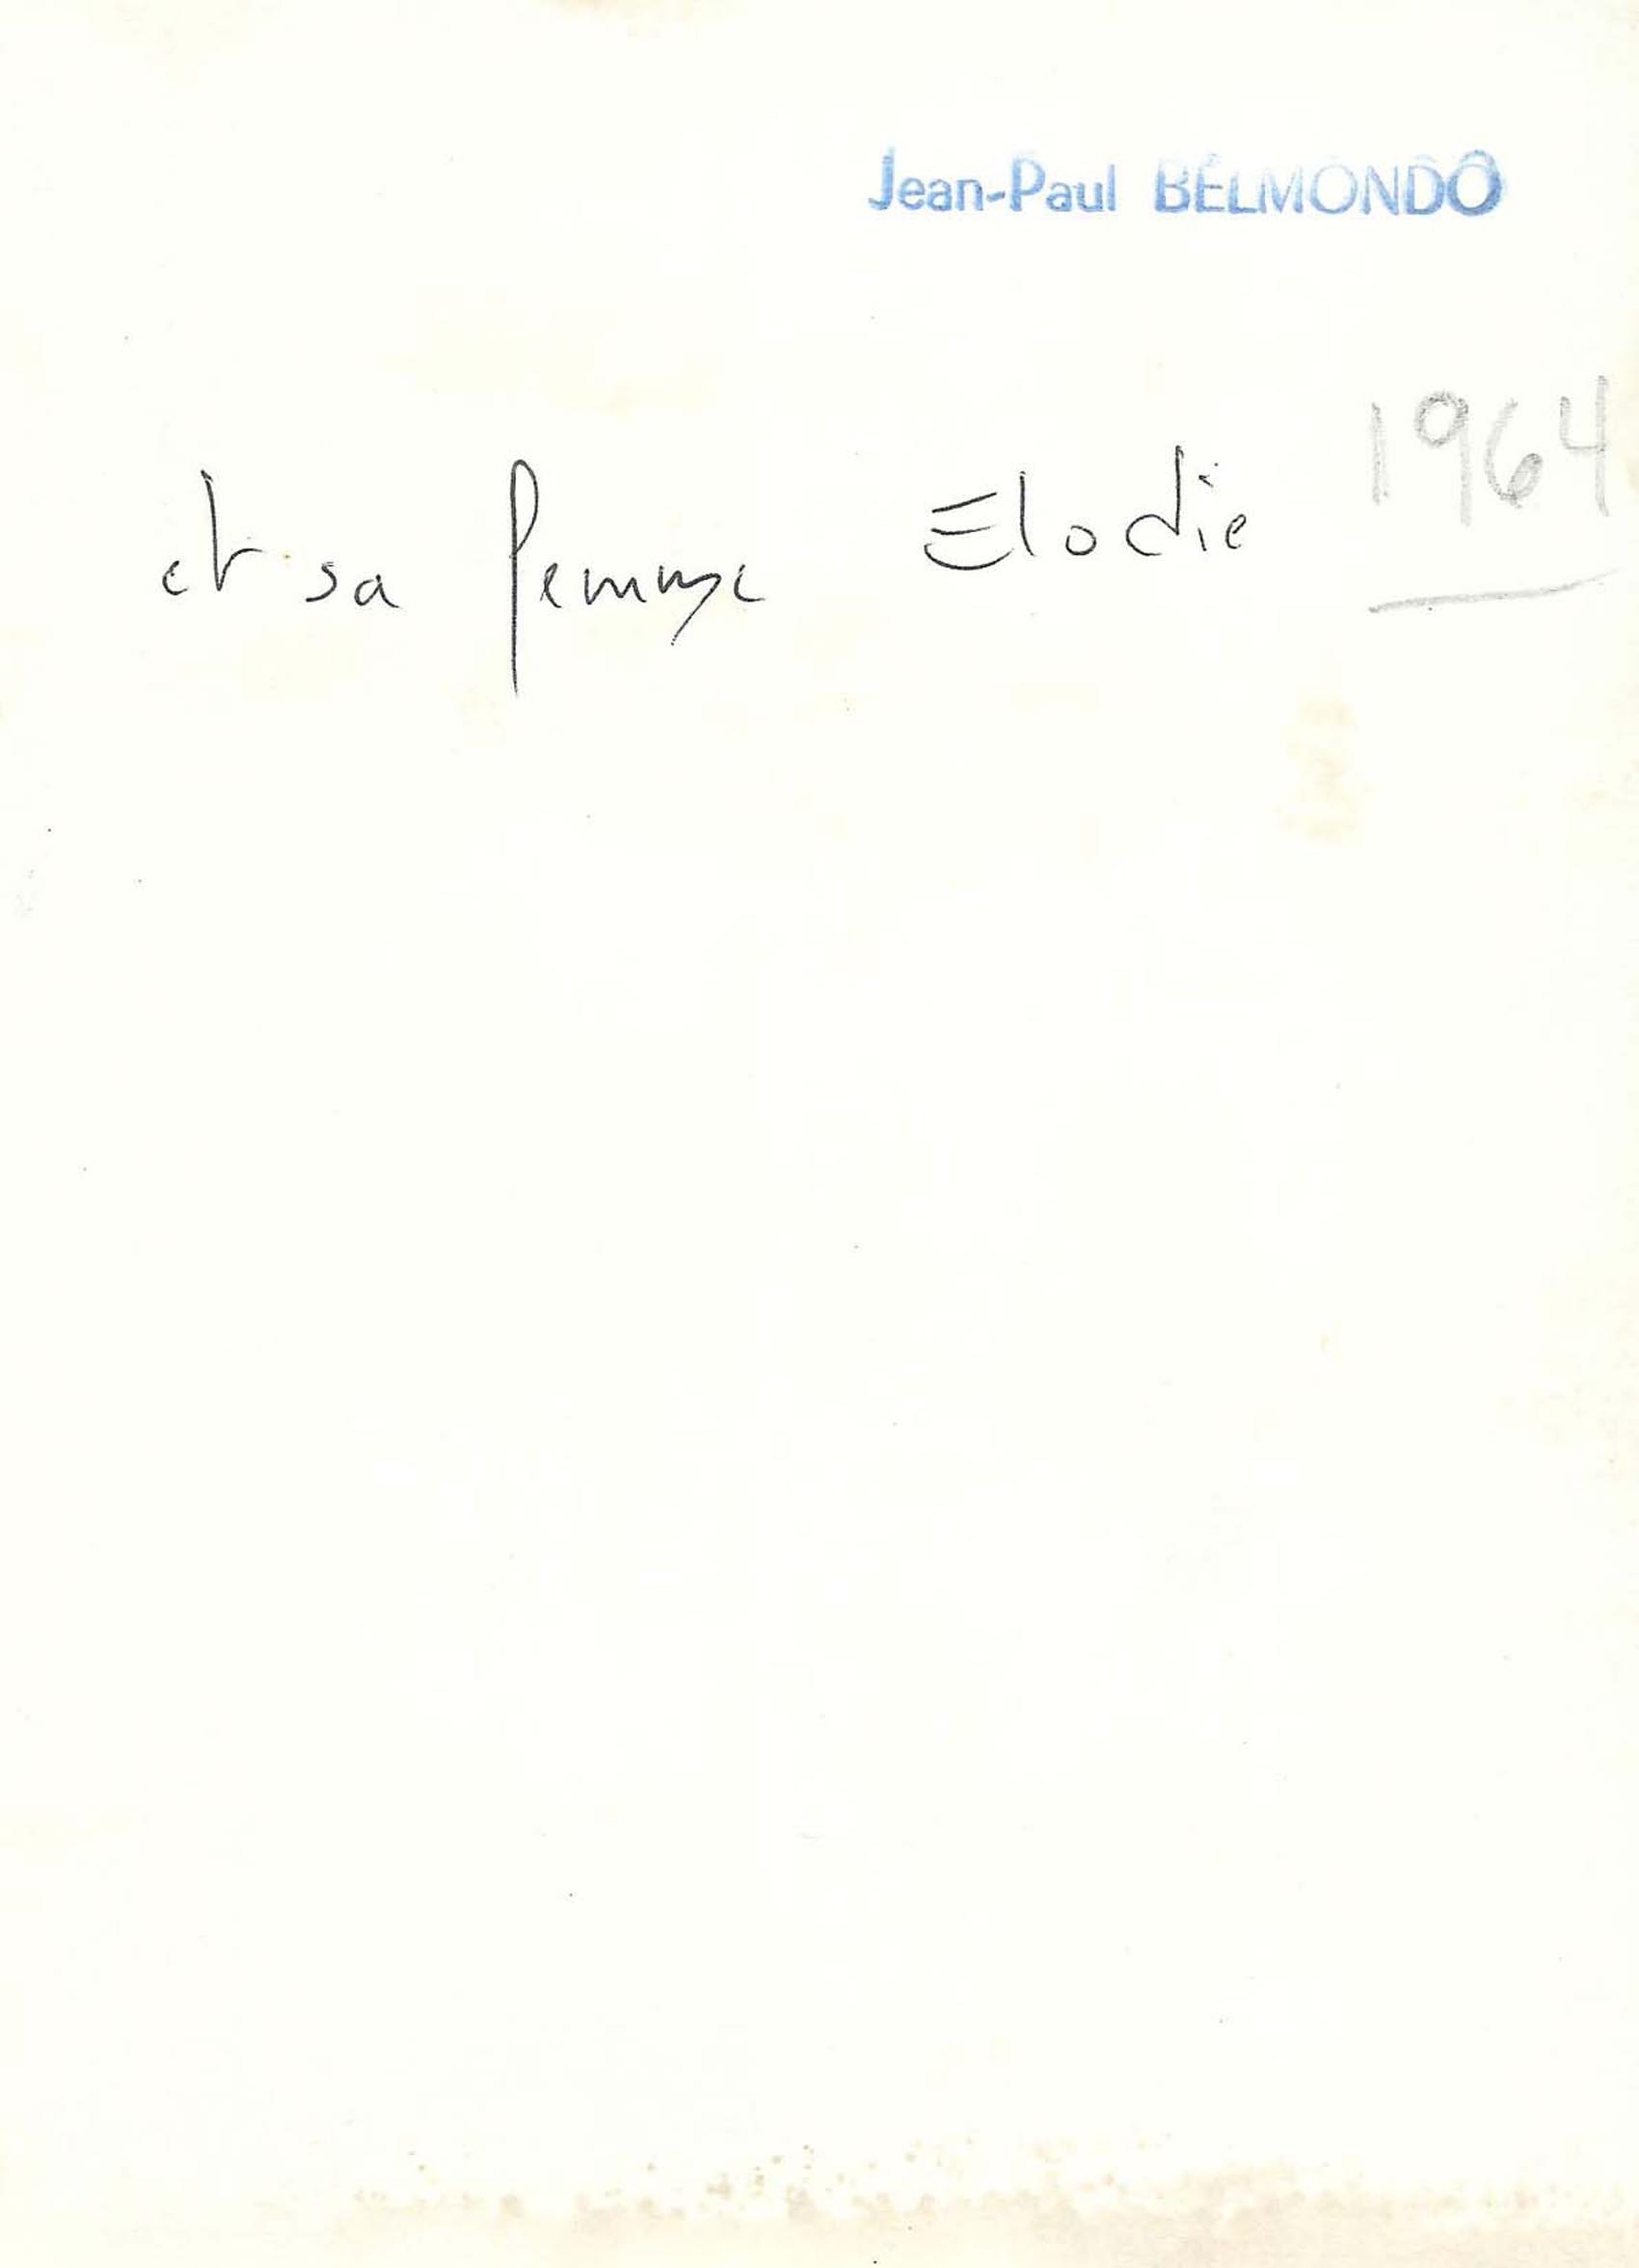 Jean-Paul BELMONDO
1964
et sa femme Elodie